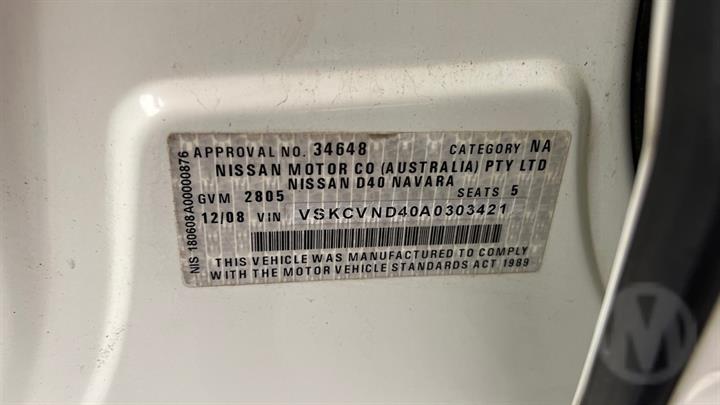 APPROVAL NO. 34648 CATEGORY NA
NISSAN MOTOR CO (AUSTRALIA) PTY LTD
NISSAN D40 NAVARA
GVM 2805 SEATS 5
12/08 VIN VSKCVND40A0303421
THIS VEHICLE WAS MANUFACTURED TO COMPLY
WITH THE MOTOR VEHICLE STANDARDS ACT 1989
NIS 180608A00000876
M